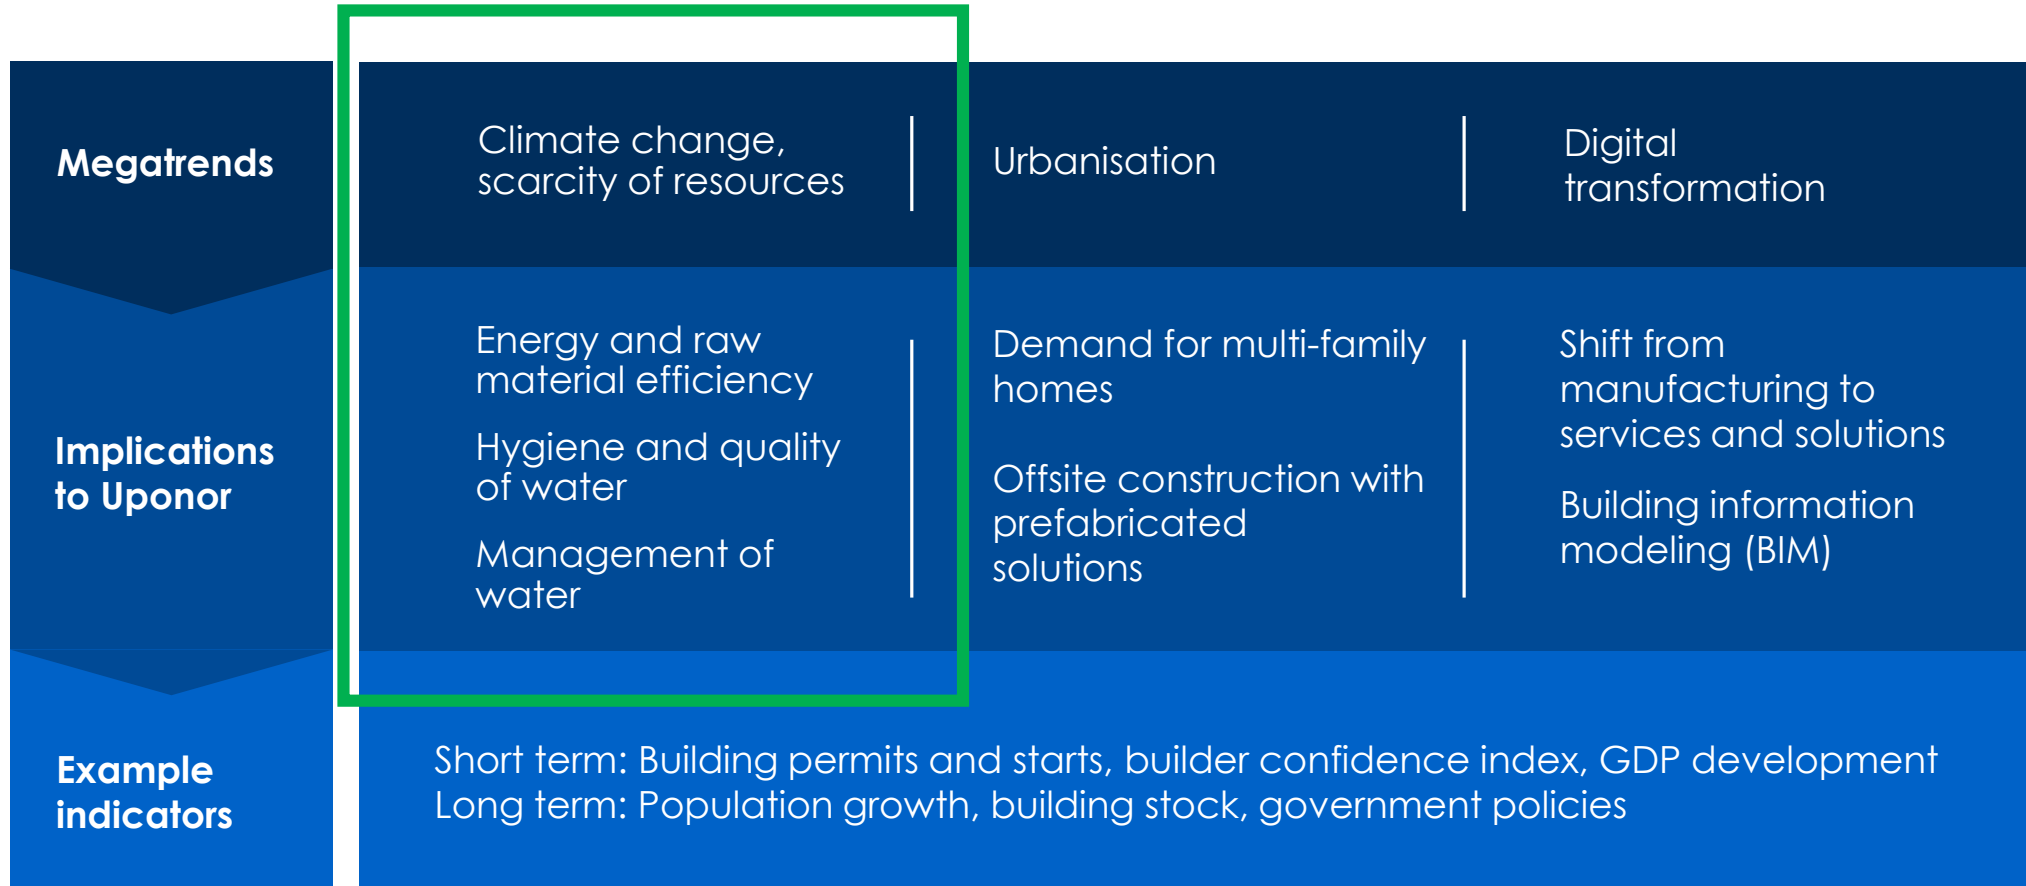 Megatrends
Climate change,
scarcity of resources
Urbanisation
Digital
transformation
Implications
to Uponor
Energy and raw
material efficiency
Hygiene and quality
of water
Management of
water
Demand for multi-family
homes
Offsite construction with
prefabricated
solutions
Shift from
manufacturing to
services and solutions
Building information
modeling (BIM)
Example
indicators
Short term: Building permits and starts, builder confidence index, GDP development
Long term: Population growth, building stock, government policies